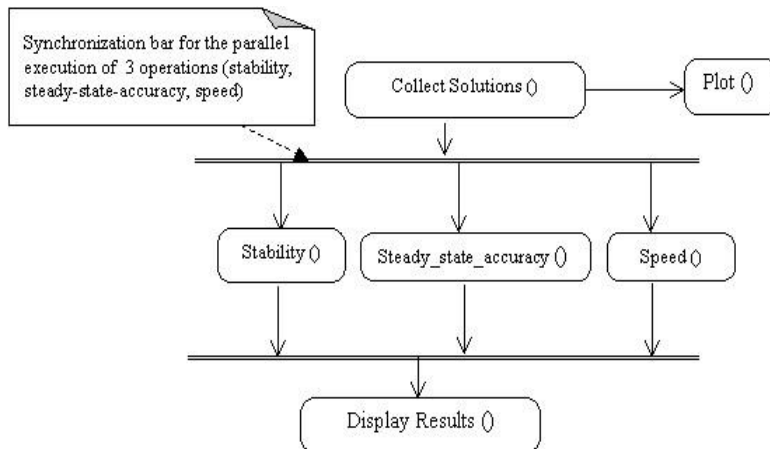 Synchronization bar for the parallel
execution of 3 operations (stability,
steady-state-accuracy, speed)
Collect Solutions ()
Plot ()
Stability ()
Steady_state_accuracy ()
Speed ()
Display Results ()